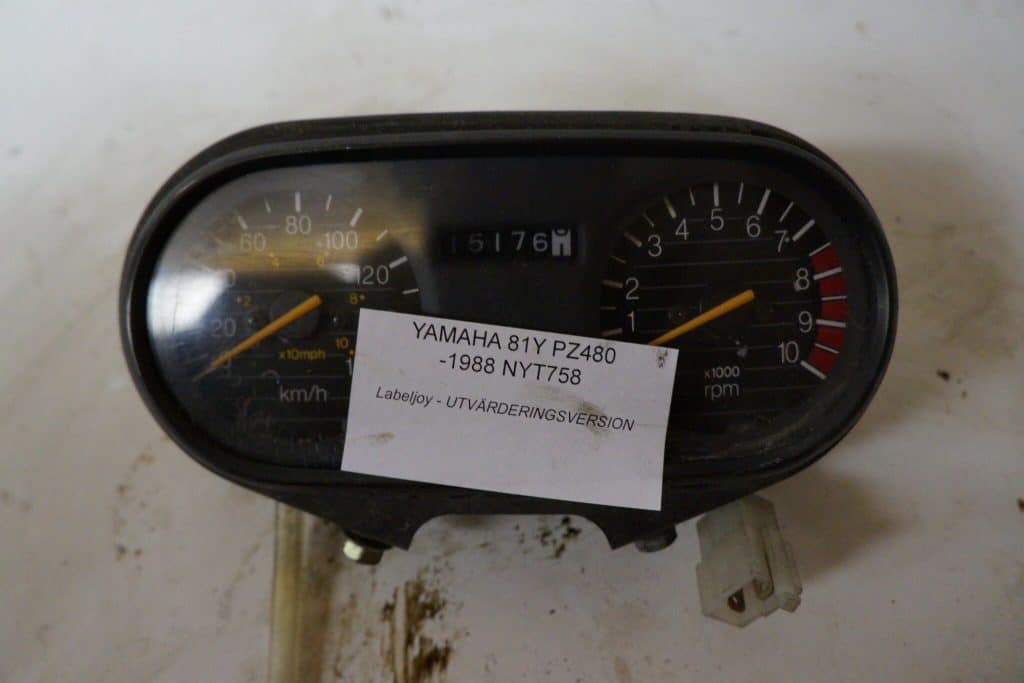 60 80 100 120
20
x10mph
10
km/h
15176
1 2 3 4 5 6 7 8 9 10
x1000
rpm
YAMAHA 81Y PZ480
-1988 NYT758
Labeljoy - UTVÄRDERINGSVERSION